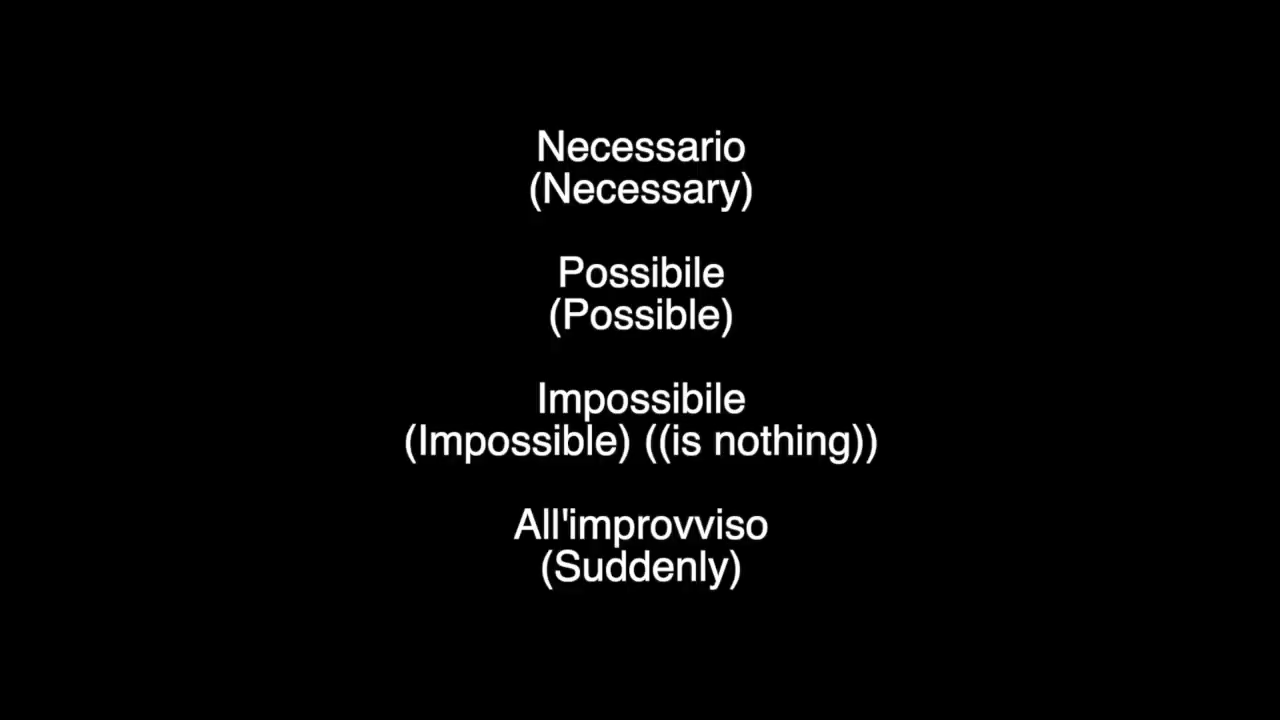 Necessario
(Necessary)
Possibile
(Possible)
Impossibile
(Impossible) ((is nothing))
All'improvviso
(Suddenly)